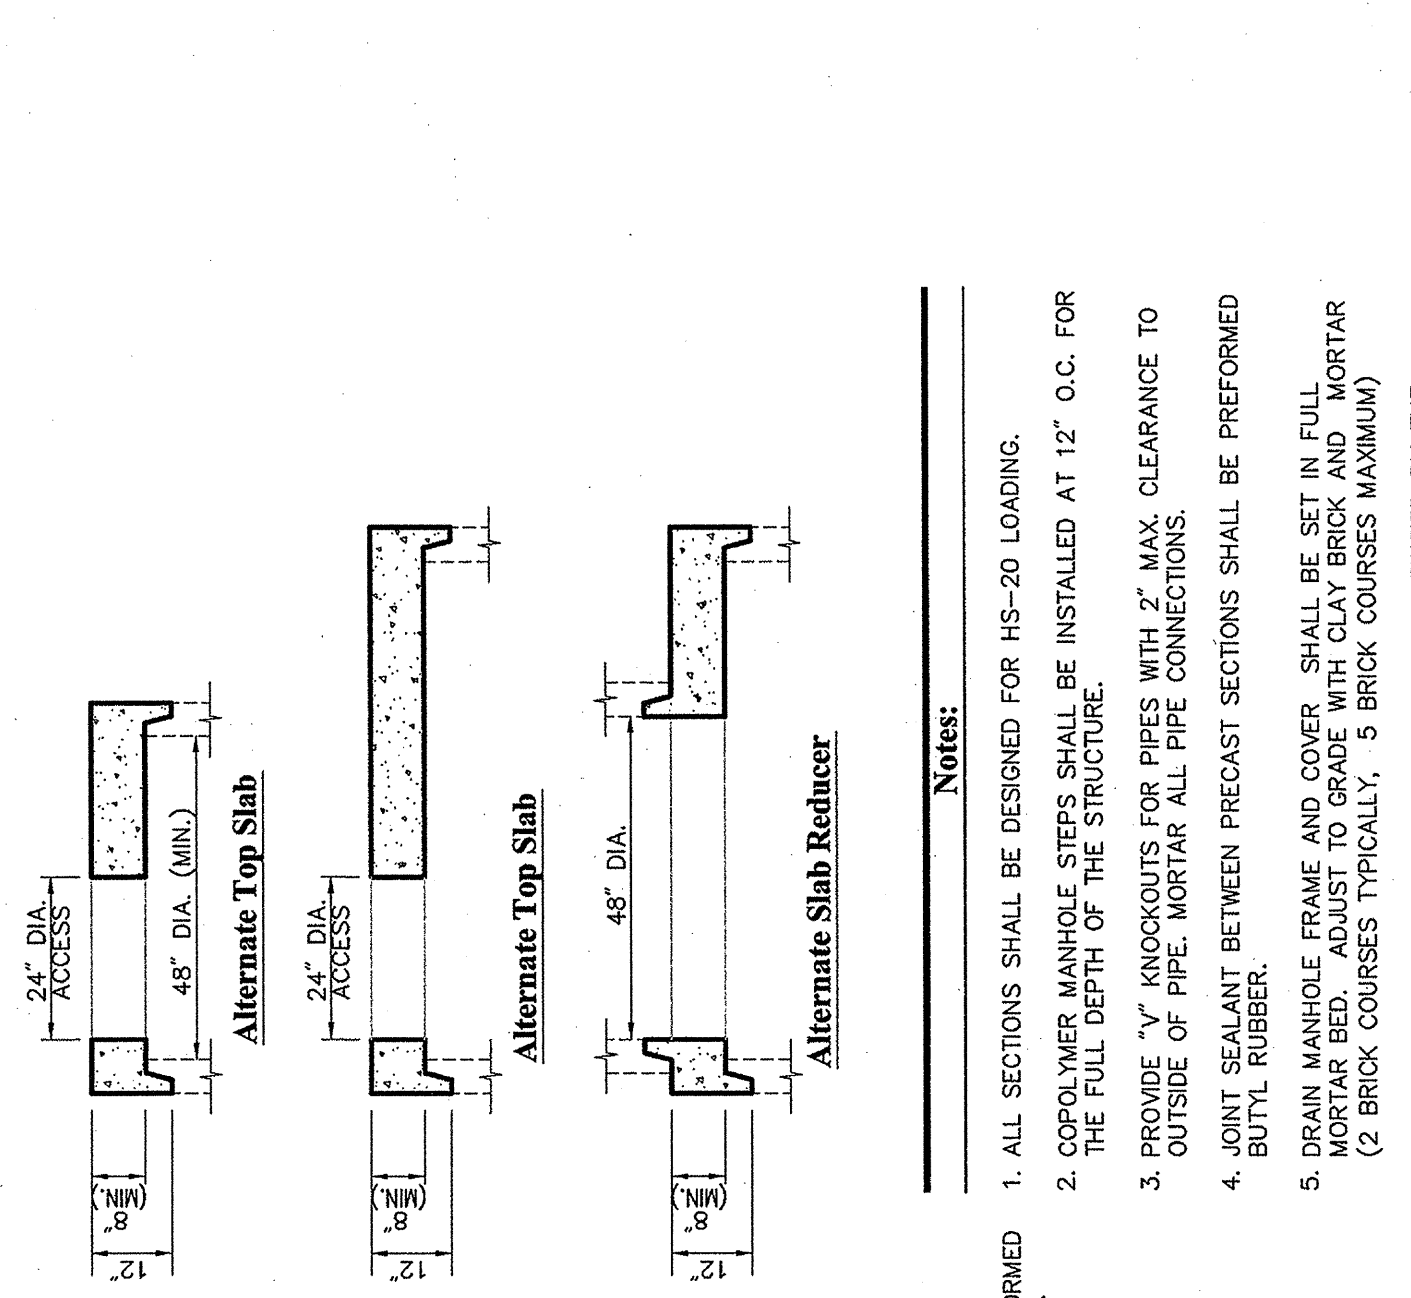 24" DIA.
ACCESS
48" DIA. (MIN.)
8"
(MIN.)
12"
Alternate Top Slab
24" DIA.
ACCESS
8"
(MIN.)
12"
Alternate Top Slab
48" DIA.
8"
(MIN.)
12"
Alternate Slab Reducer
Notes:
1. ALL SECTIONS SHALL BE DESIGNED FOR HS-20 LOADING.
2. COPOLYMER MANHOLE STEPS SHALL BE INSTALLED AT 12" O.C. FOR
THE FULL DEPTH OF THE STRUCTURE.
3. PROVIDE "V" KNOCKOUTS FOR PIPES WITH 2" MAX. CLEARANCE TO
OUTSIDE OF PIPE. MORTAR ALL PIPE CONNECTIONS.
4. JOINT SEALANT BETWEEN PRECAST SECTIONS SHALL BE PREFORMED
BUTYL RUBBER.
5. DRAIN MANHOLE FRAME AND COVER SHALL BE SET IN FULL
MORTAR BED. ADJUST TO GRADE WITH CLAY BRICK AND MORTAR
(2 BRICK COURSES TYPICALLY, 5 BRICK COURSES MAXIMUM)
ORMED